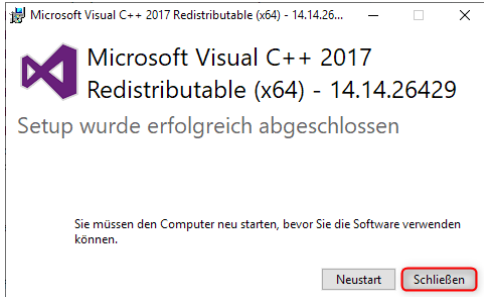 Microsoft Visual C++ 2017 Redistributable (x64) - 14.14.26...
Microsoft Visual C++ 2017
Redistributable (x64) - 14.14.26429
Setup wurde erfolgreich abgeschlossen
Sie müssen den Computer neu starten, bevor Sie die Software verwenden
können.
Neustart Schließen